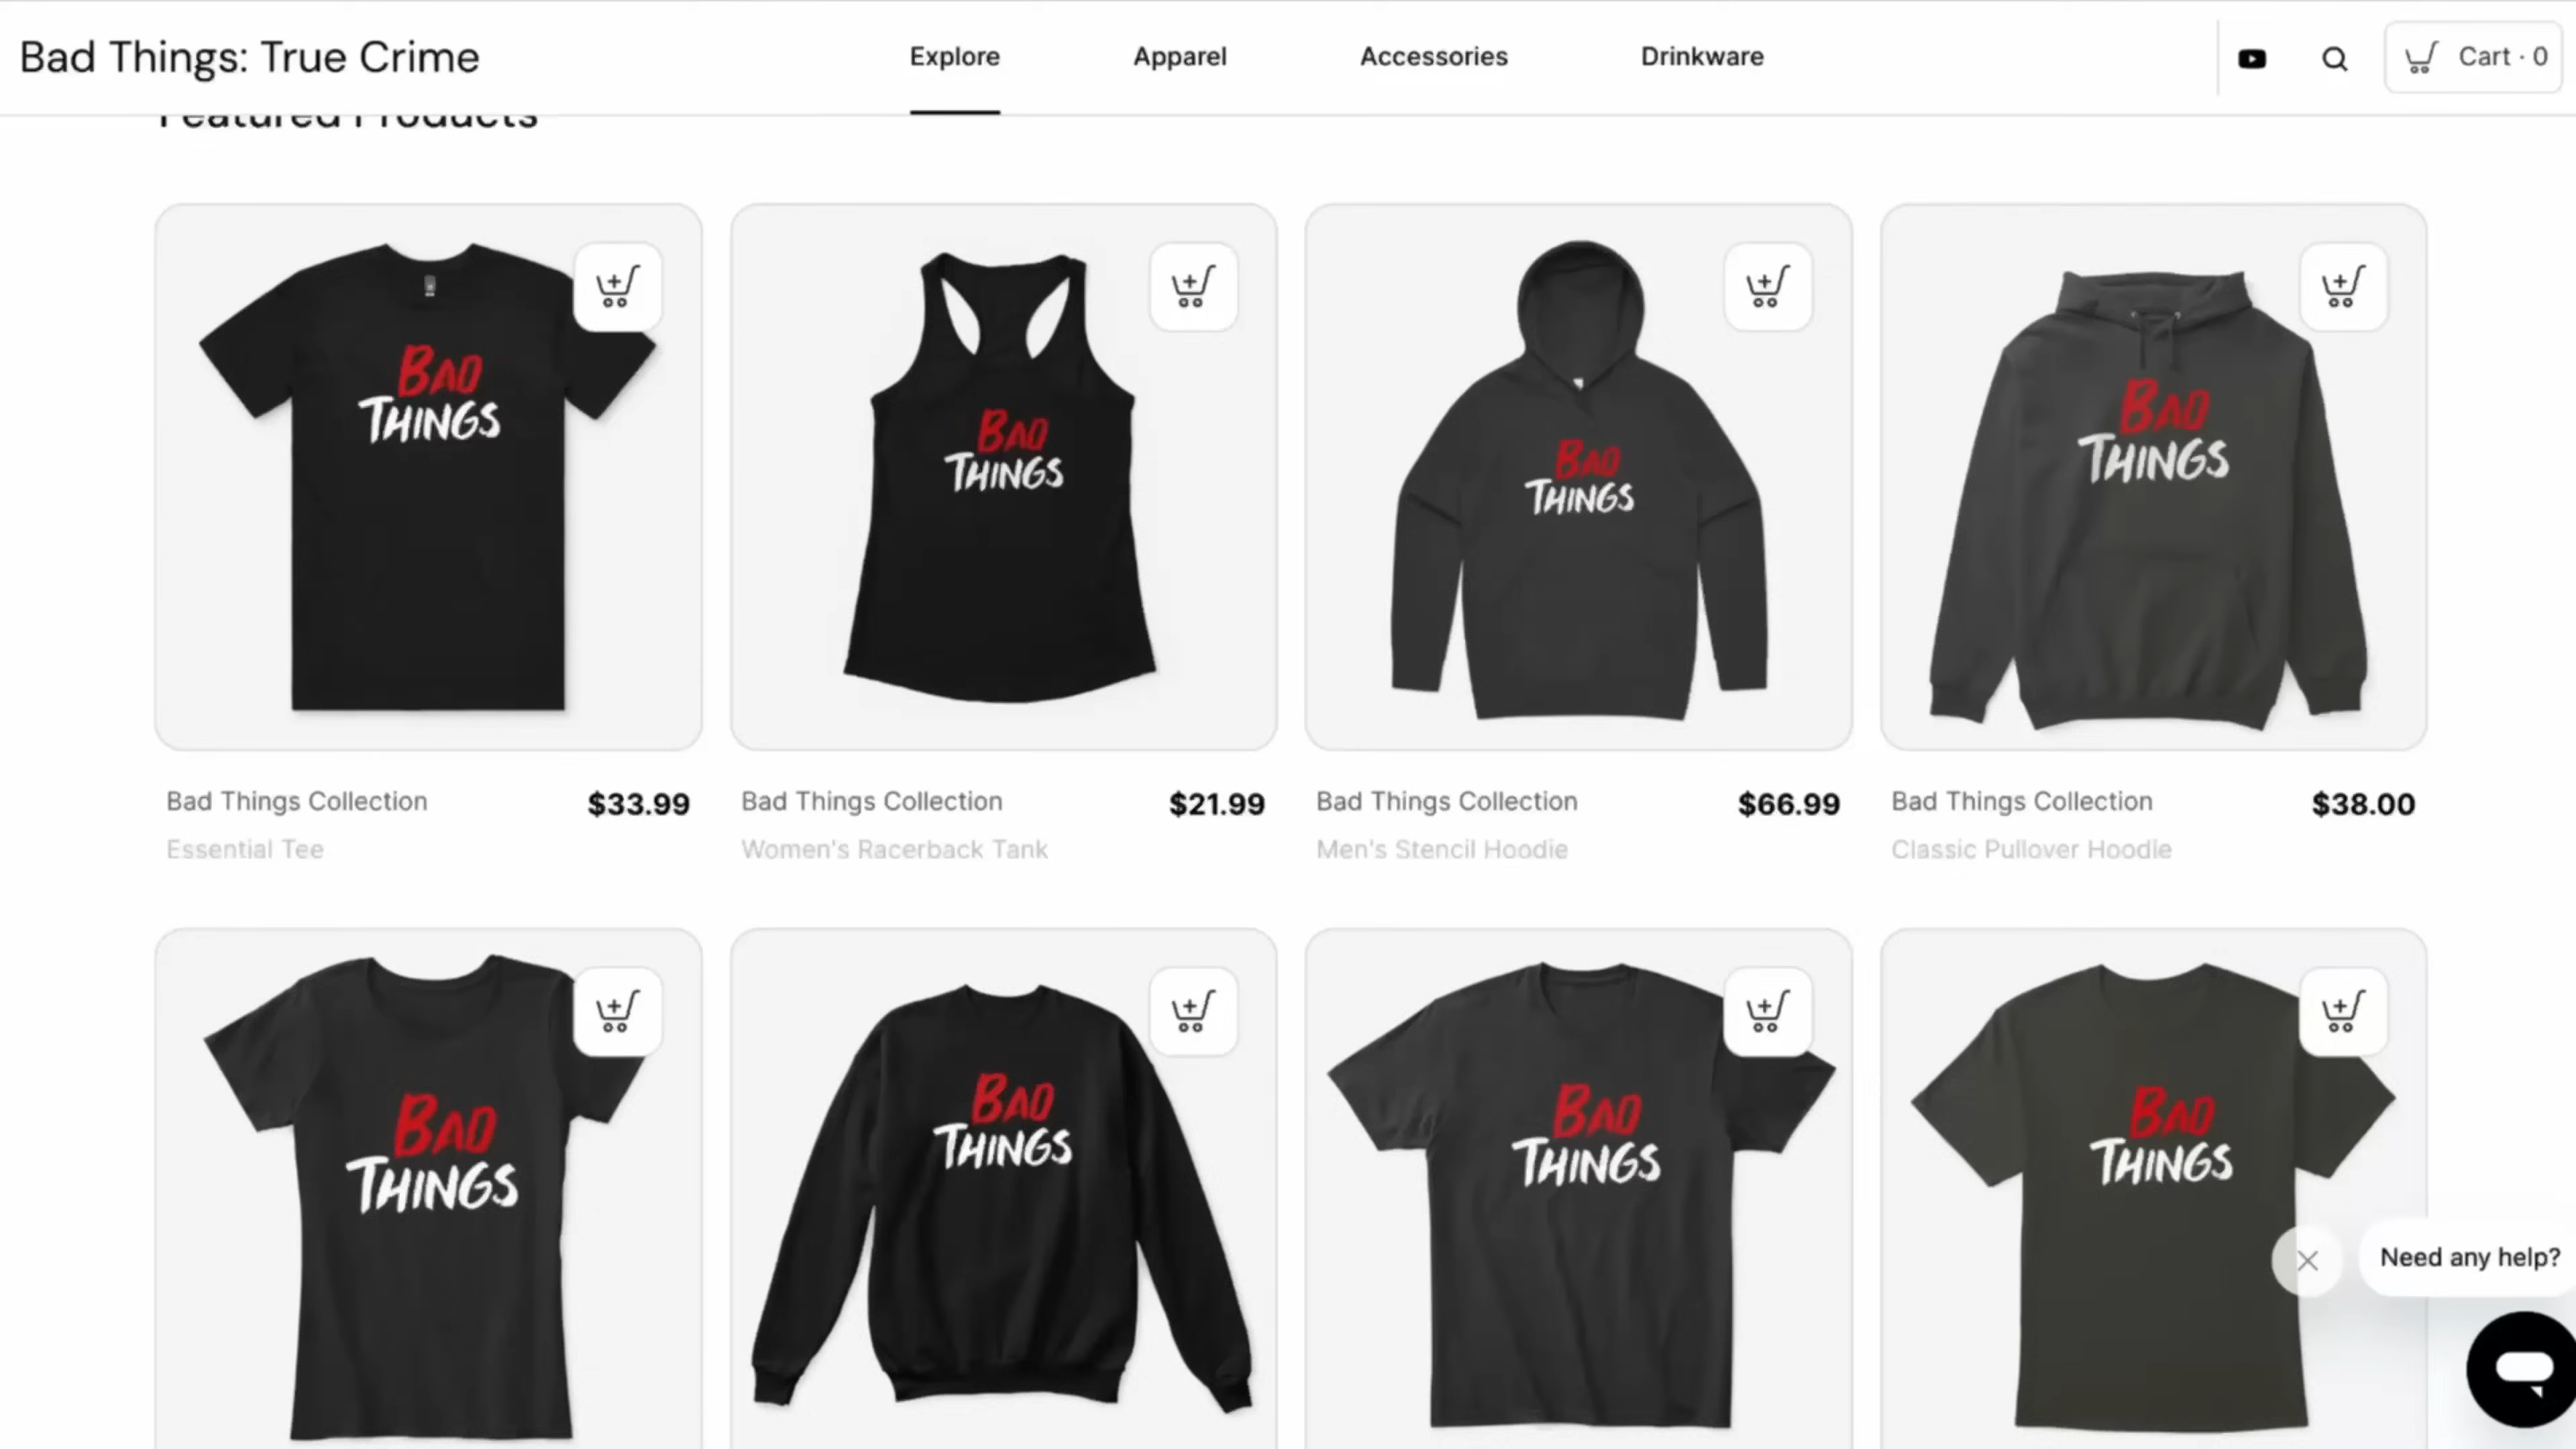 Bad Things: True Crime
Explore
Apparel
Accessories
Drinkware
Cart · 0
Featured Products
BAD
THINGS
BAD
THINGS
BAD
THINGS
BAD
THINGS
Bad Things Collection
$33.99
Essential Tee
Bad Things Collection
$21.99
Women's Racerback Tank
Bad Things Collection
$66.99
Men's Stencil Hoodie
Bad Things Collection
$38.00
Classic Pullover Hoodie
BAD
THINGS
BAD
THINGS
BAD
THINGS
BAD
THINGS
Need any help?